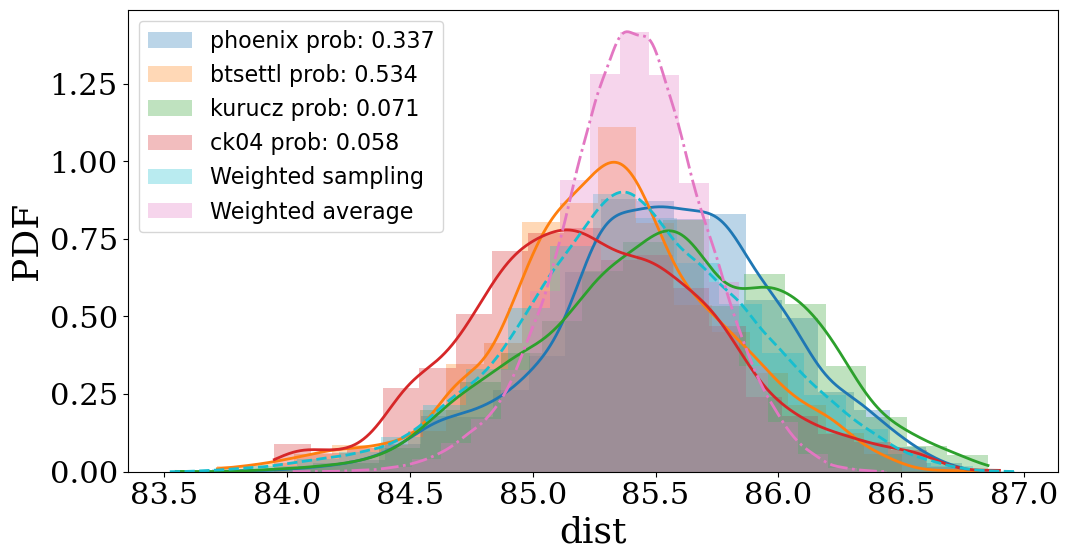 phoenix prob: 0.337
btsettl prob: 0.534
kurucz prob: 0.071
ck04 prob: 0.058
Weighted sampling
Weighted average
PDF
1.25
1.00
0.75
0.50
0.25
0.00
83.5 84.0 84.5 85.0 85.5 86.0 86.5 87.0
dist